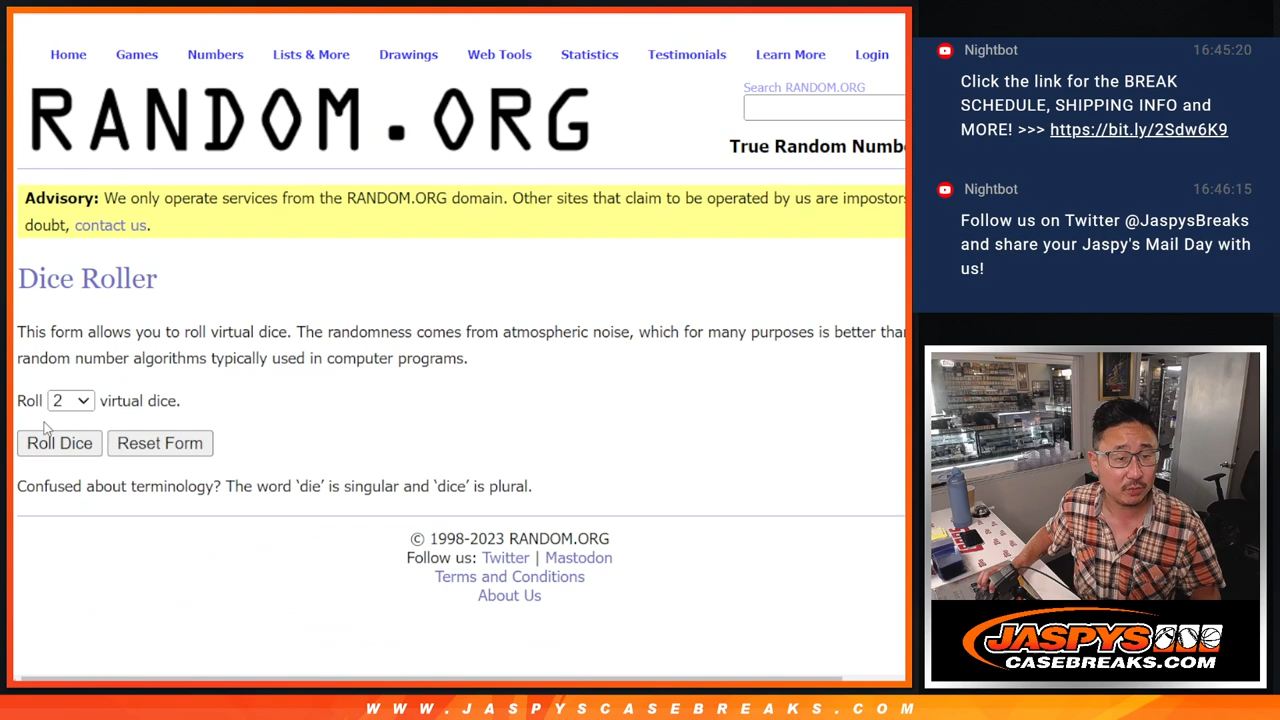 Home Games Numbers Lists & More Drawings Web Tools Statistics Testimonials Learn More Login
RANDOM.ORG
Search RANDOM.ORG
True Random Numb
Advisory: We only operate services from the RANDOM.ORG domain. Other sites that claim to be operated by us are impostors
doubt, contact us.
Dice Roller
This form allows you to roll virtual dice. The randomness comes from atmospheric noise, which for many purposes is better than
random number algorithms typically used in computer programs.
Roll 2 virtual dice.
Roll Dice Reset Form
Confused about terminology? The word ‘die’ is singular and ‘dice’ is plural.
© 1998-2023 RANDOM.ORG
Follow us: Twitter | Mastodon
Terms and Conditions
About Us
Nightbot 16:45:20
Click the link for the BREAK
SCHEDULE, SHIPPING INFO and
MORE! >>> https://bit.ly/2Sdw6K9
Nightbot 16:46:15
Follow us on Twitter @JaspysBreaks
and share your Jaspy's Mail Day with
us!
JASPYS
CASEBREAKS.COM
WWW.JASPYSCASEBREAKS.COM